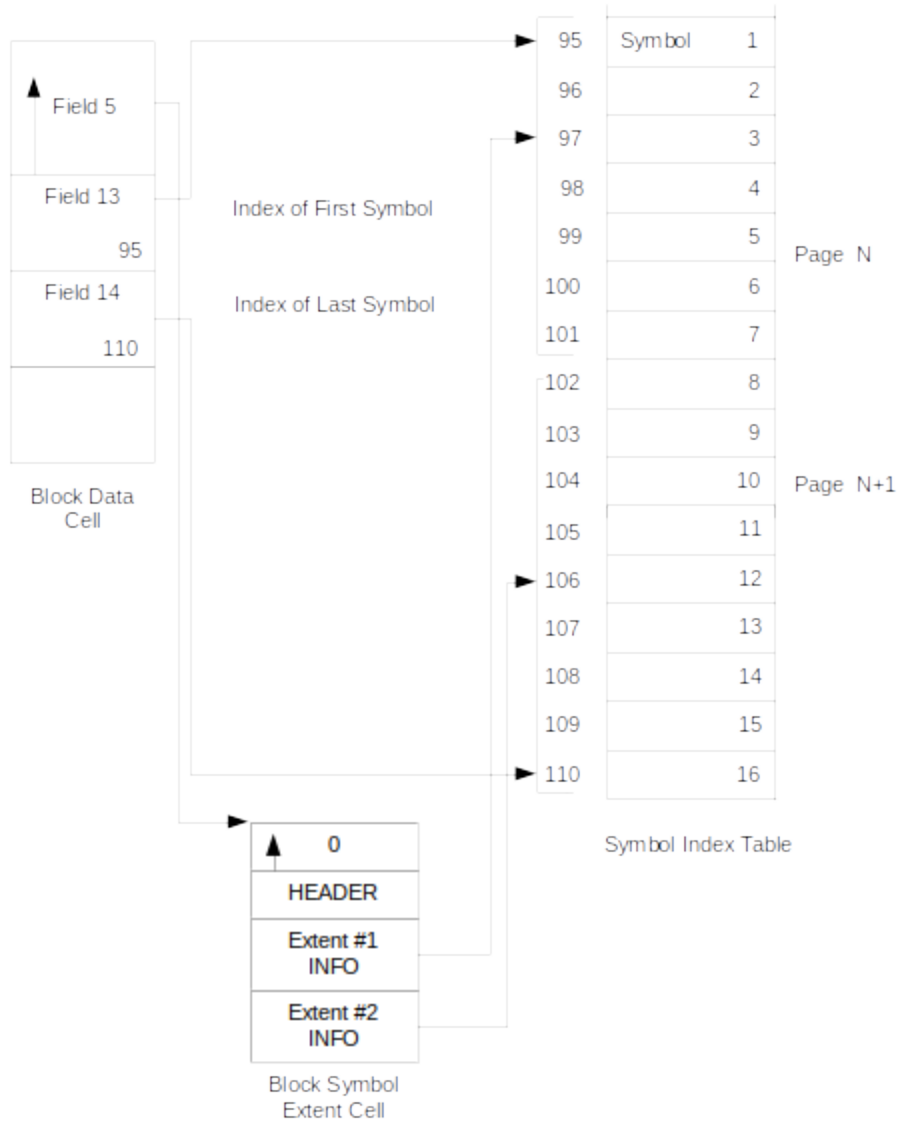 Field 5
Field 13
95
Field 14
110
Block Data
Cell
Index of First Symbol
Index of Last Symbol
95 Symbol 1
96 2
97 3
98 4
99 5
100 6
101 7
102 8
103 9
104 10
105 11
106 12
107 13
108 14
109 15
110 16
Page N
Page N+1
Symbol Index Table
0
HEADER
Extent #1
INFO
Extent #2
INFO
Block Symbol
Extent Cell